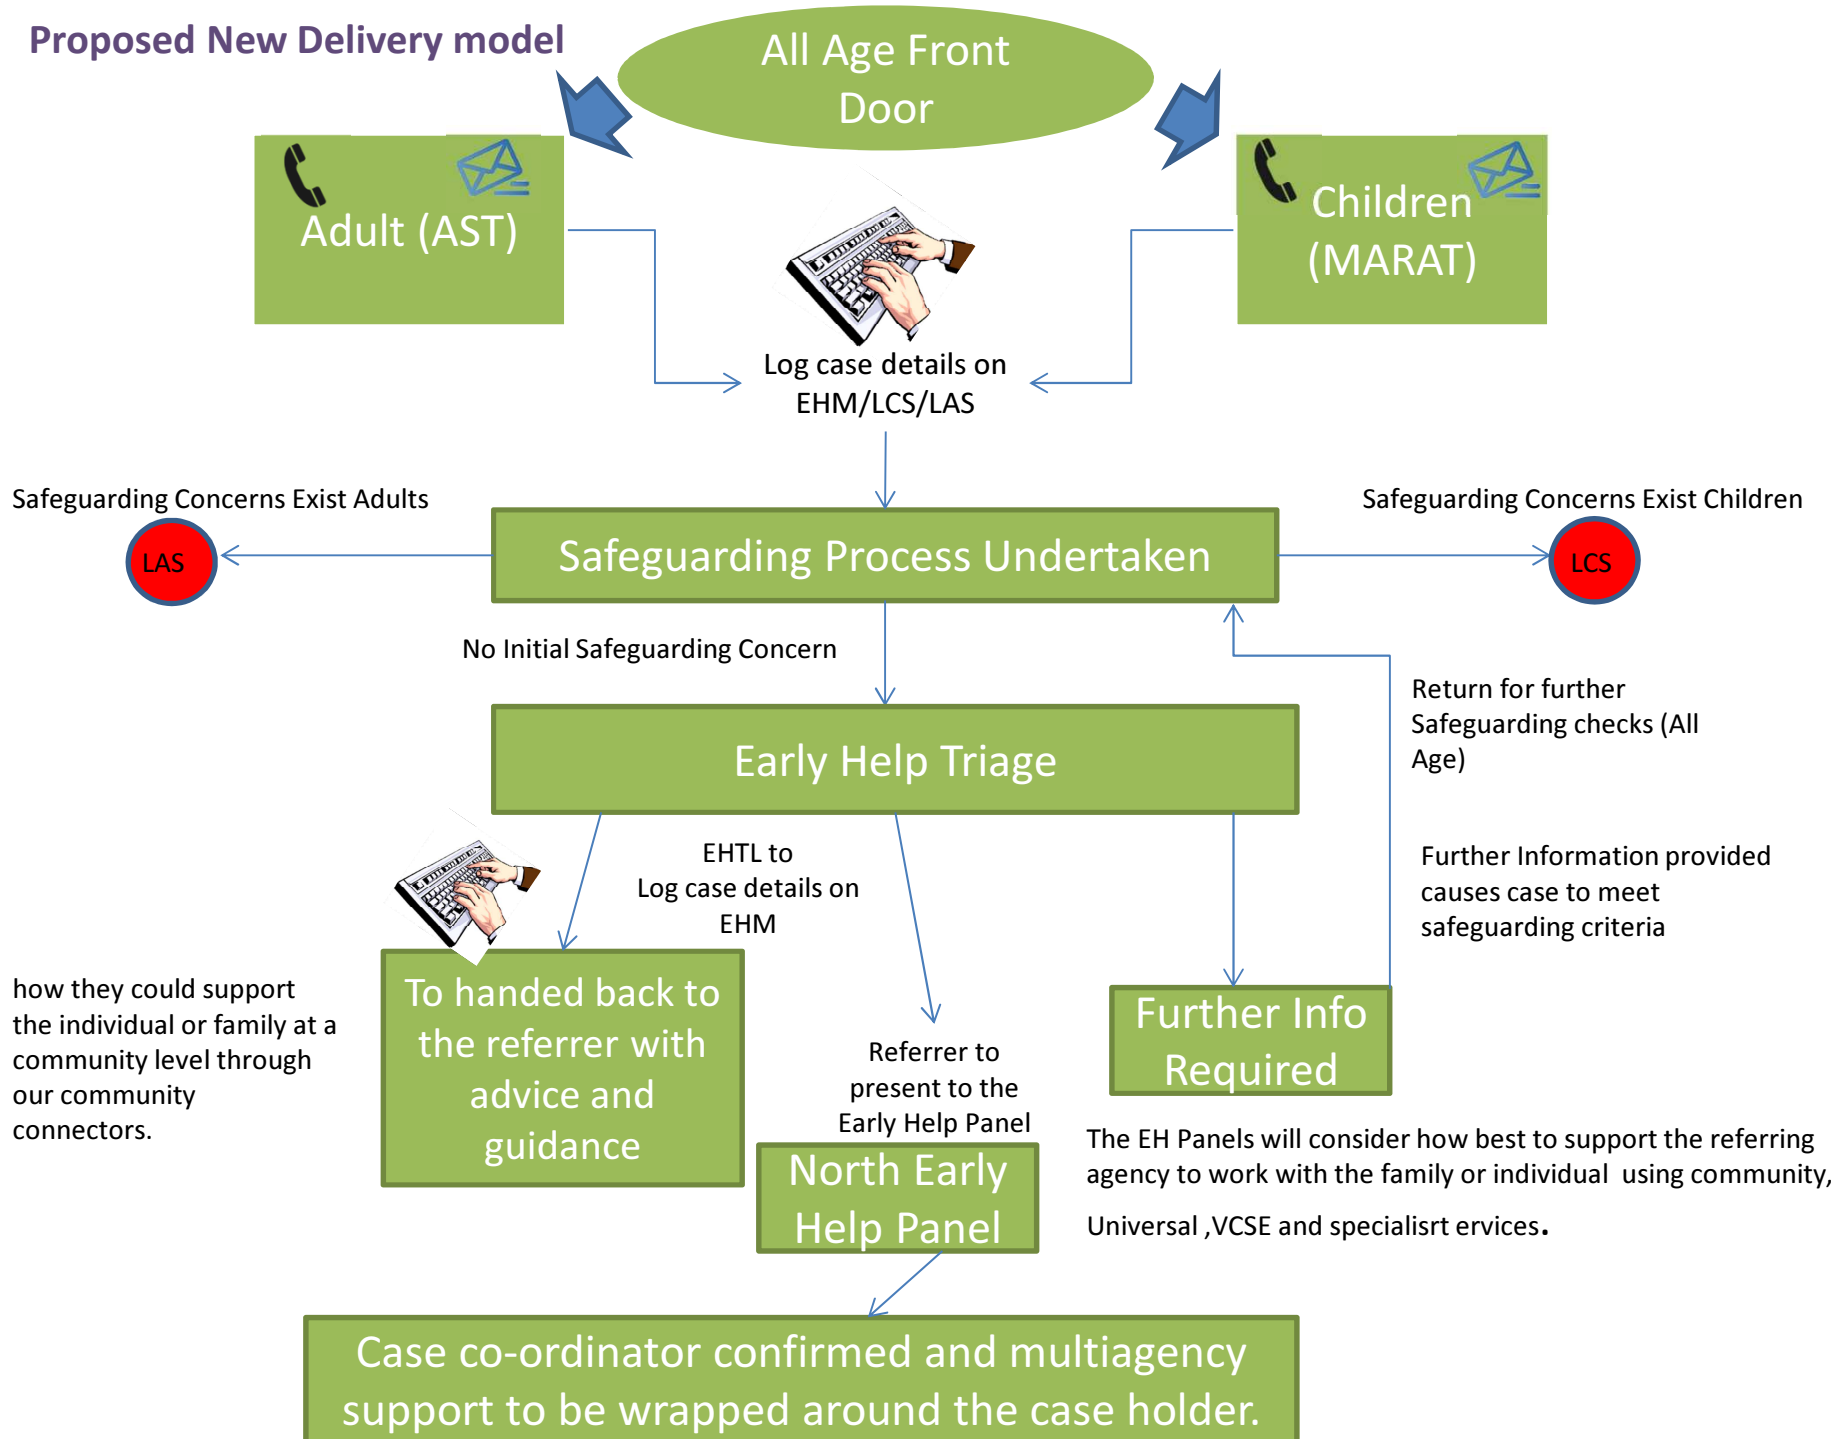 Proposed New Delivery model
All Age Front
Door
Adult (AST)
Children
(MARAT)
Log case details on
EHM/LCS/LAS
Safeguarding Concerns Exist Adults
Safeguarding Concerns Exist Children
LAS
Safeguarding Process Undertaken
LCS
No Initial Safeguarding Concern
Return for further
Safeguarding checks (All
Age)
Early Help Triage
EHTL to
Log case details on
EHM
Further Information provided
causes case to meet
safeguarding criteria
how they could support
the individual or family at a
community level through
our community
connectors.
To handed back to
the referrer with
advice and
guidance
Referrer to
present to the
Early Help Panel
Further Info
Required
North Early
Help Panel
The EH Panels will consider how best to support the referring
agency to work with the family or individual  using community,
Universal ,VCSE and specialisrt ervices.
Case co-ordinator confirmed and multiagency
support to be wrapped around the case holder.